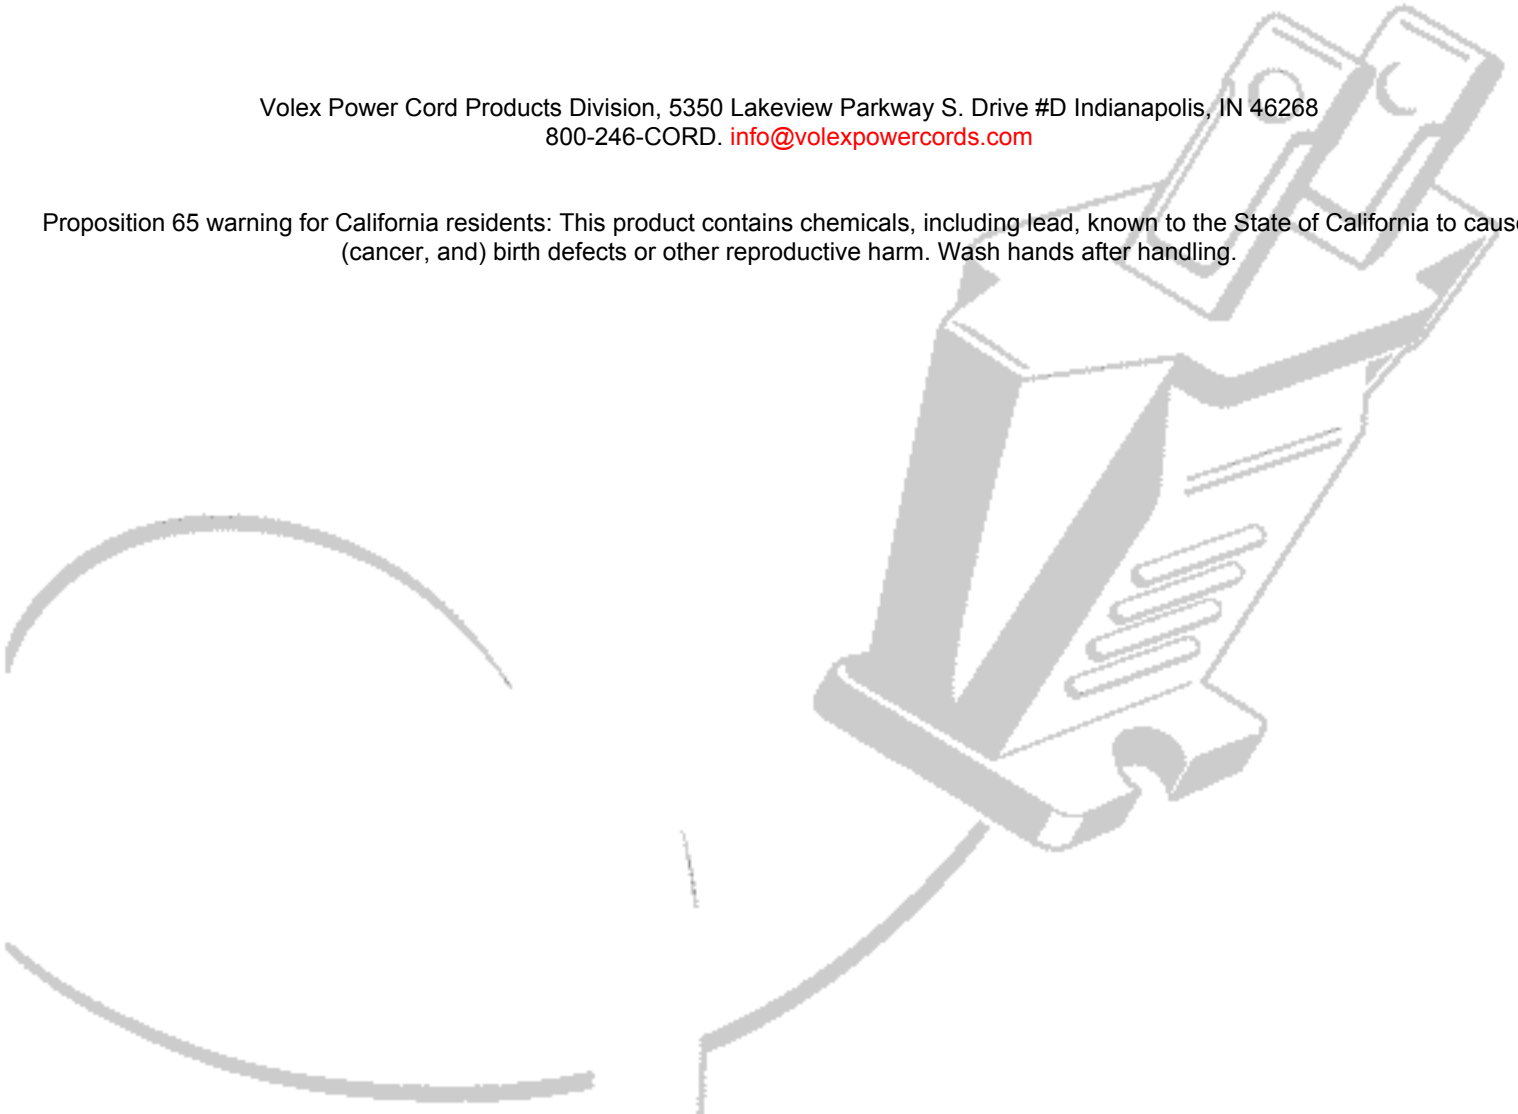 Volex Power Cord Products Division, 5350 Lakeview Parkway S. Drive #D Indianapolis, IN 46268
800-246-CORD. info@volexpowercords.com
Proposition 65 warning for California residents: This product contains chemicals, including lead, known to the State of California to cause
(cancer, and) birth defects or other reproductive harm. Wash hands after handling.